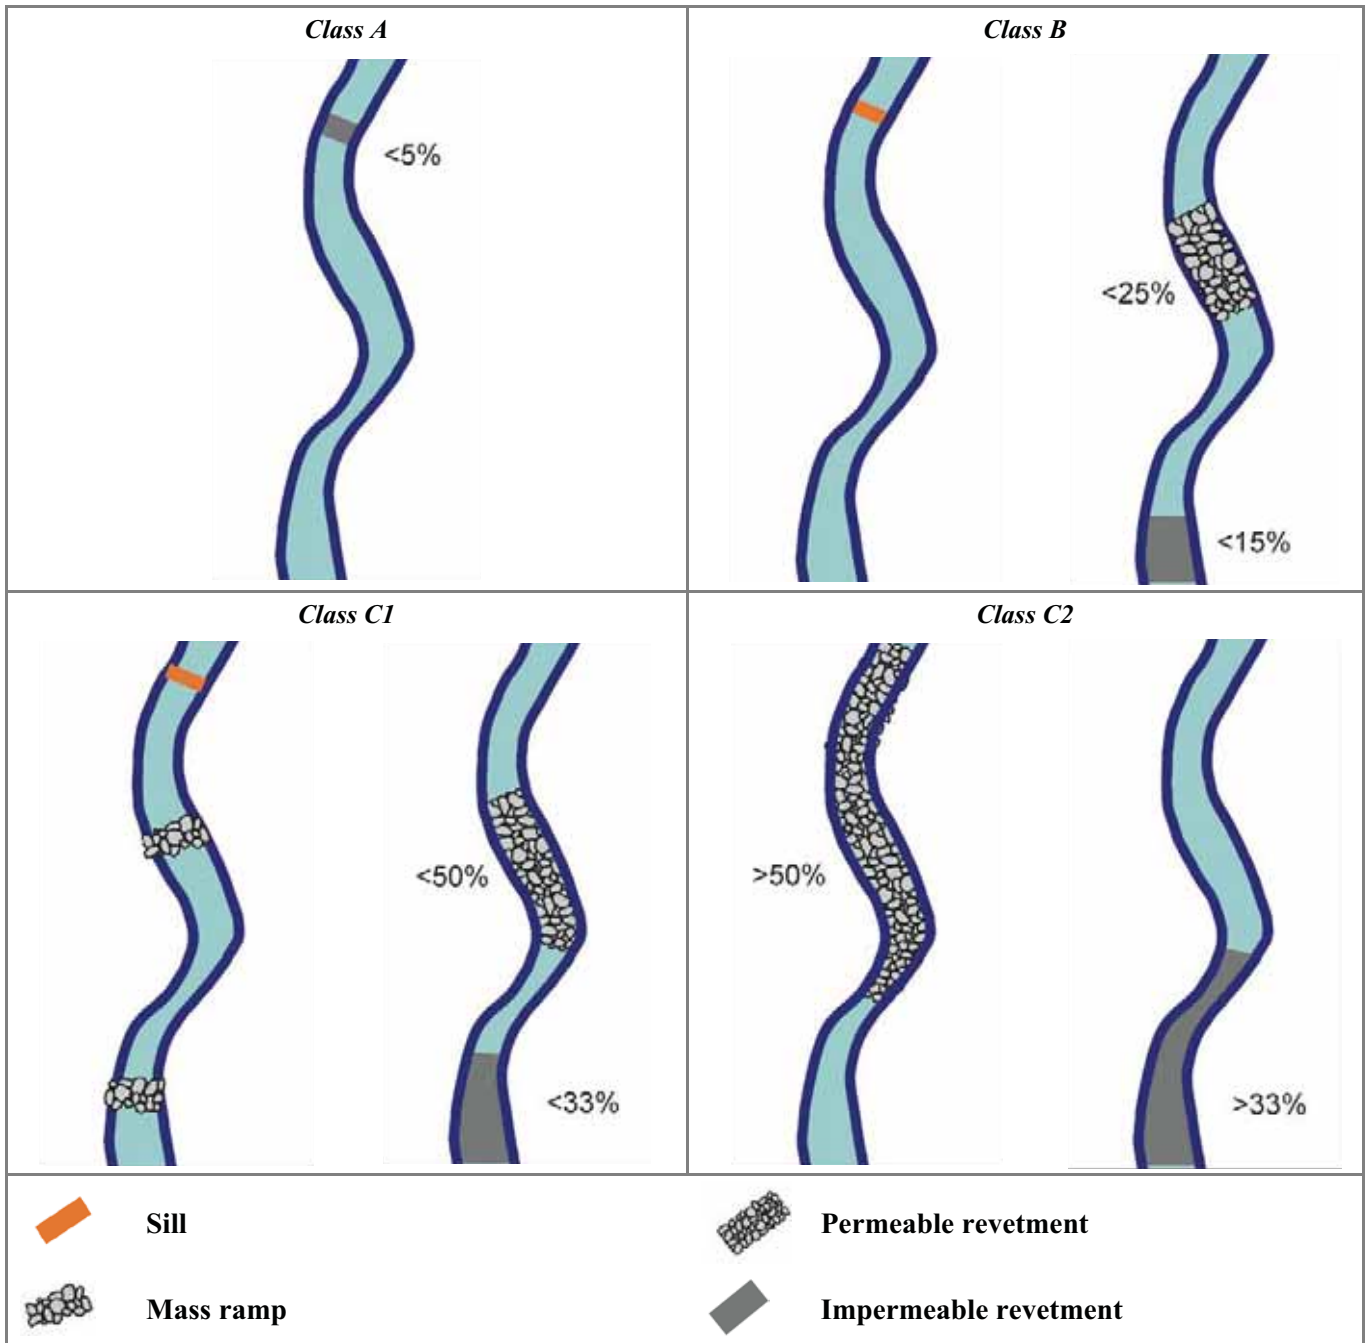 Class A
Class B
<5%
<25%
<15%
Class C1
Class C2
<50%
<33%
>50%
>33%
Sill
Permeable revetment
Mass ramp
Impermeable revetment